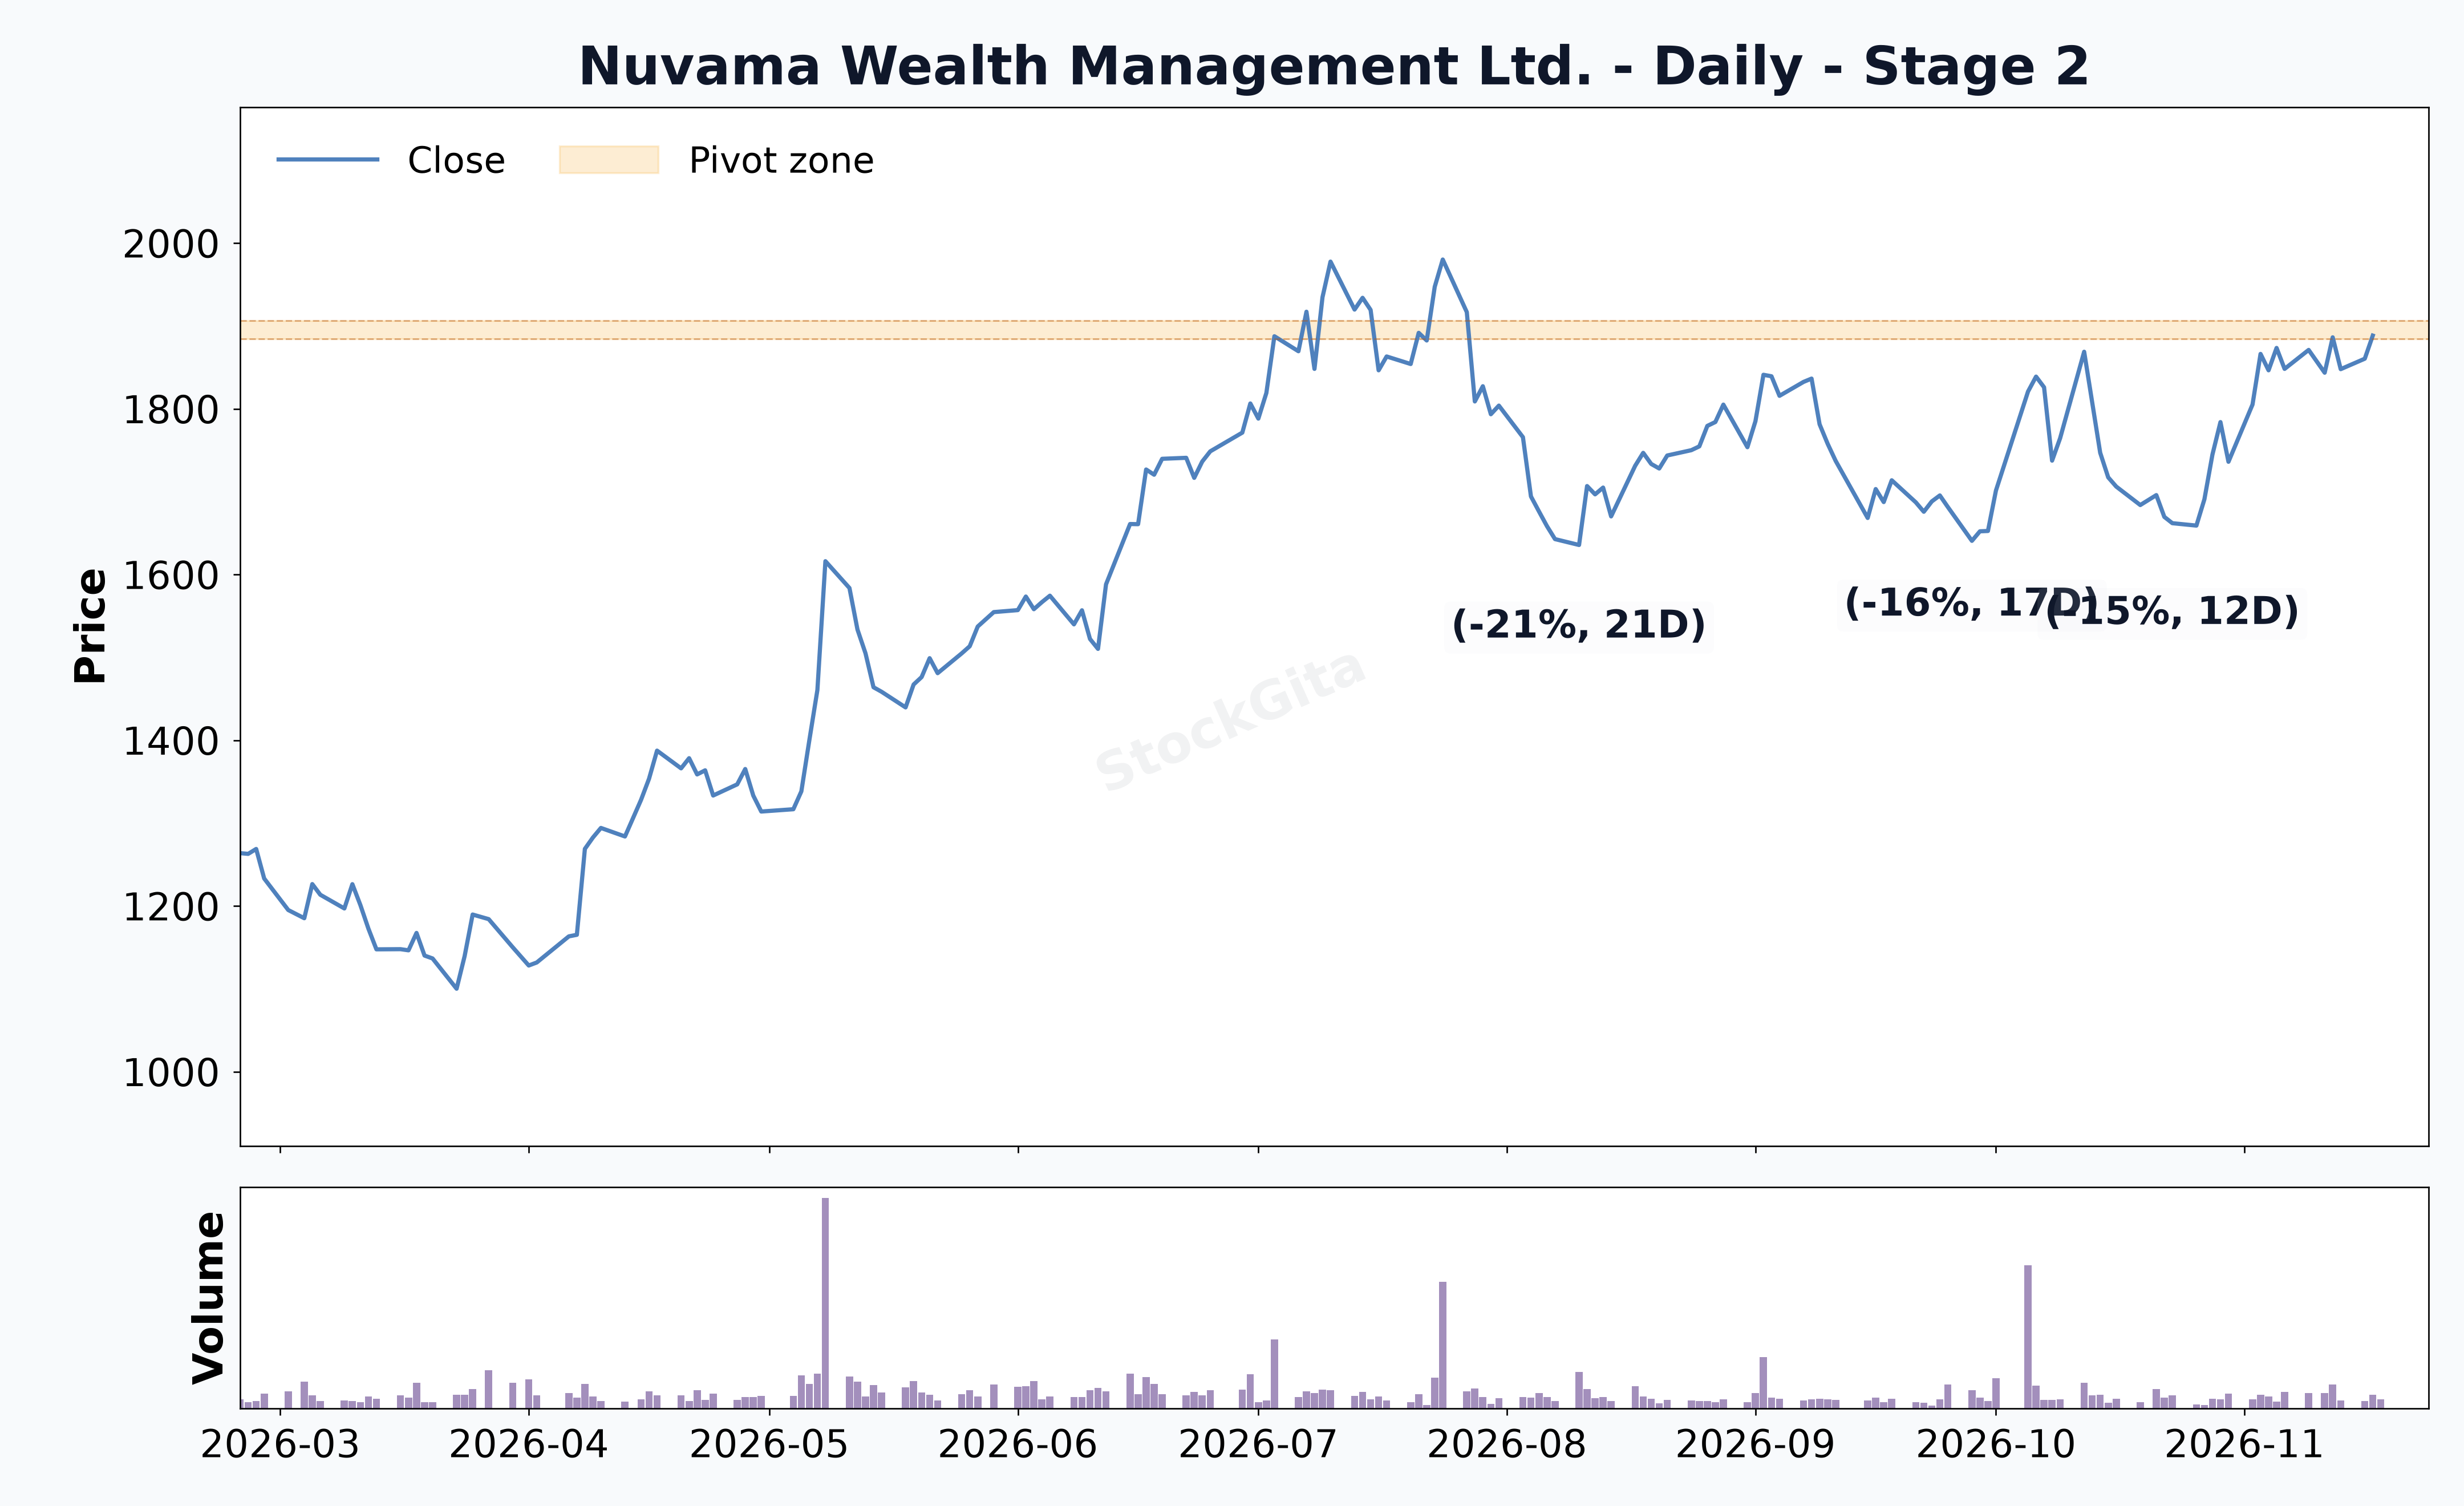 Nuvama Wealth Management Ltd. - Daily - Stage 2
Close
Pivot zone
2000
1800
1600
1400
1200
1000
Price
(-21%, 21D)
(-16%, 17D)
(-15%, 12D)
StockGita
Volume
2026-03
2026-04
2026-05
2026-06
2026-07
2026-08
2026-09
2026-10
2026-11